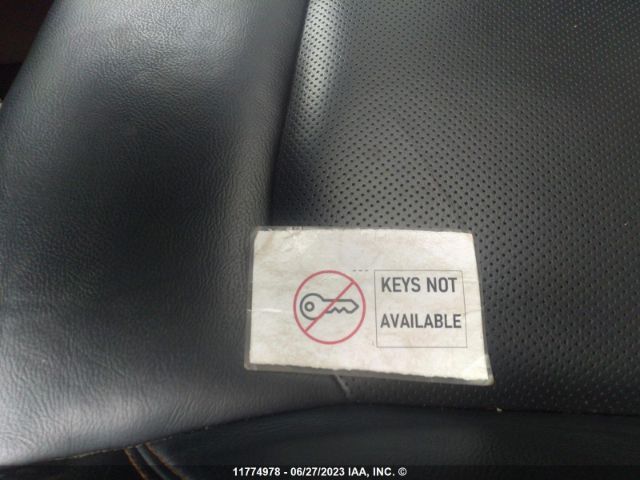 KEYS NOT
AVAILABLE
11774978 - 06/27/2023 IAA, INC. ©